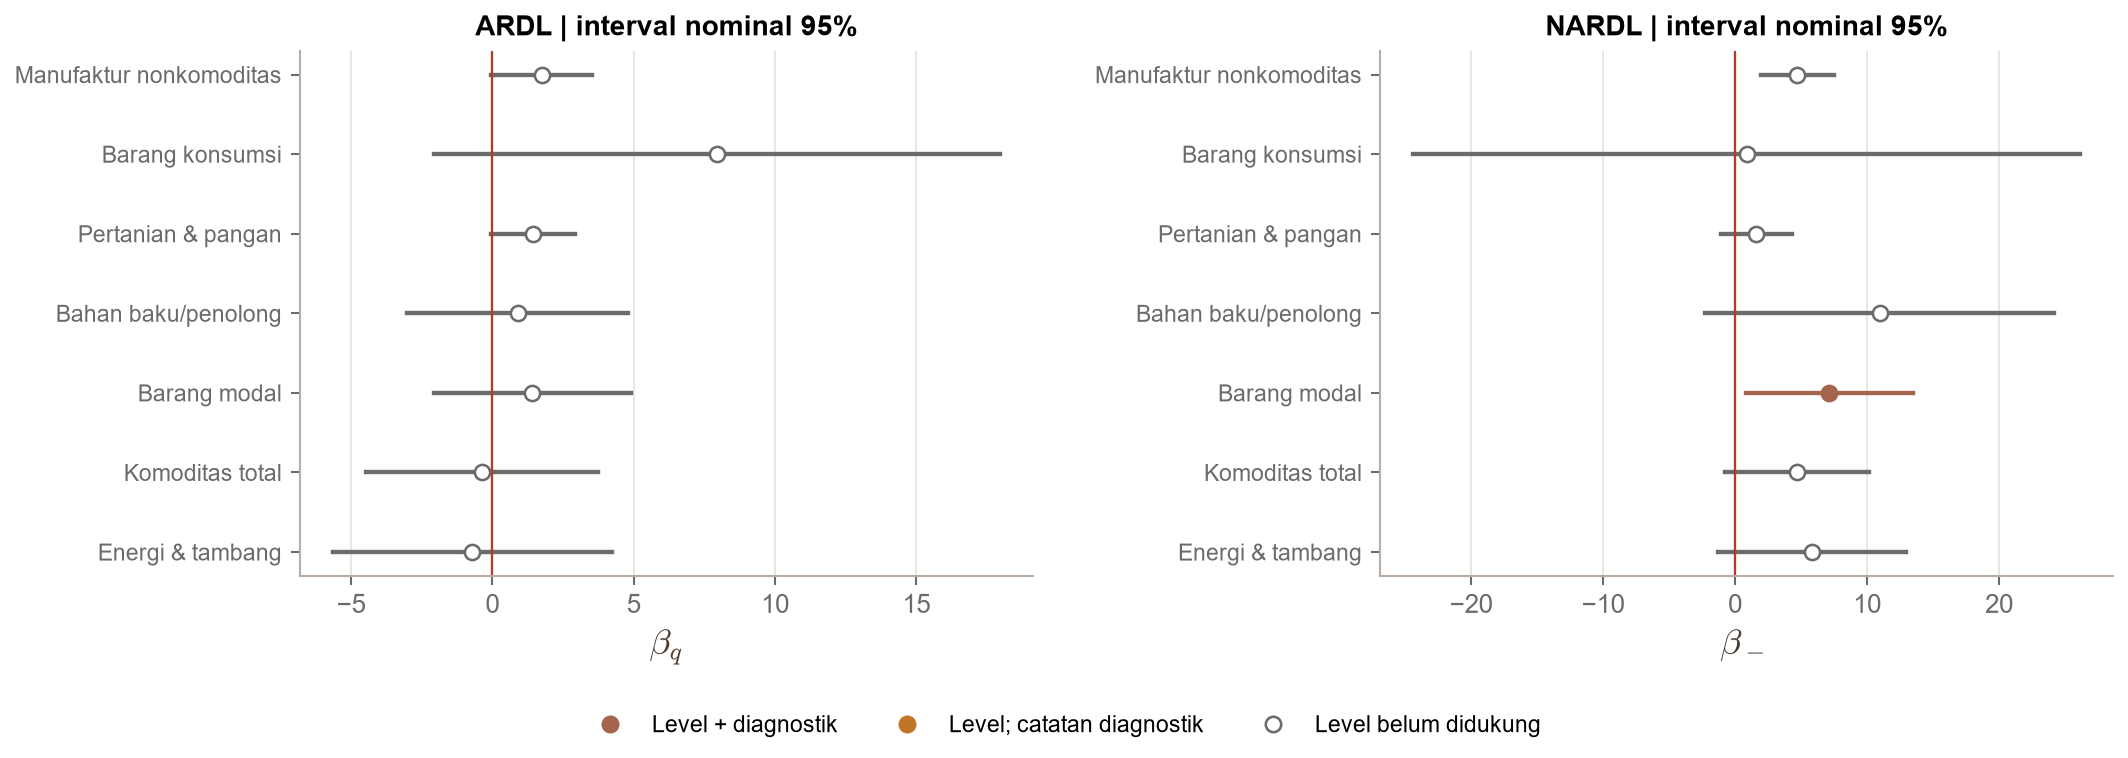 ARDL | interval nominal 95%
Manufaktur nonkomoditas
Barang konsumsi
Pertanian & pangan
Bahan baku/penolong
Barang modal
Komoditas total
Energi & tambang
−5 0 5 10 15
β_q
NARDL | interval nominal 95%
Manufaktur nonkomoditas
Barang konsumsi
Pertanian & pangan
Bahan baku/penolong
Barang modal
Komoditas total
Energi & tambang
−20 −10 0 10 20
β_−
Level + diagnostik
Level; catatan diagnostik
Level belum didukung